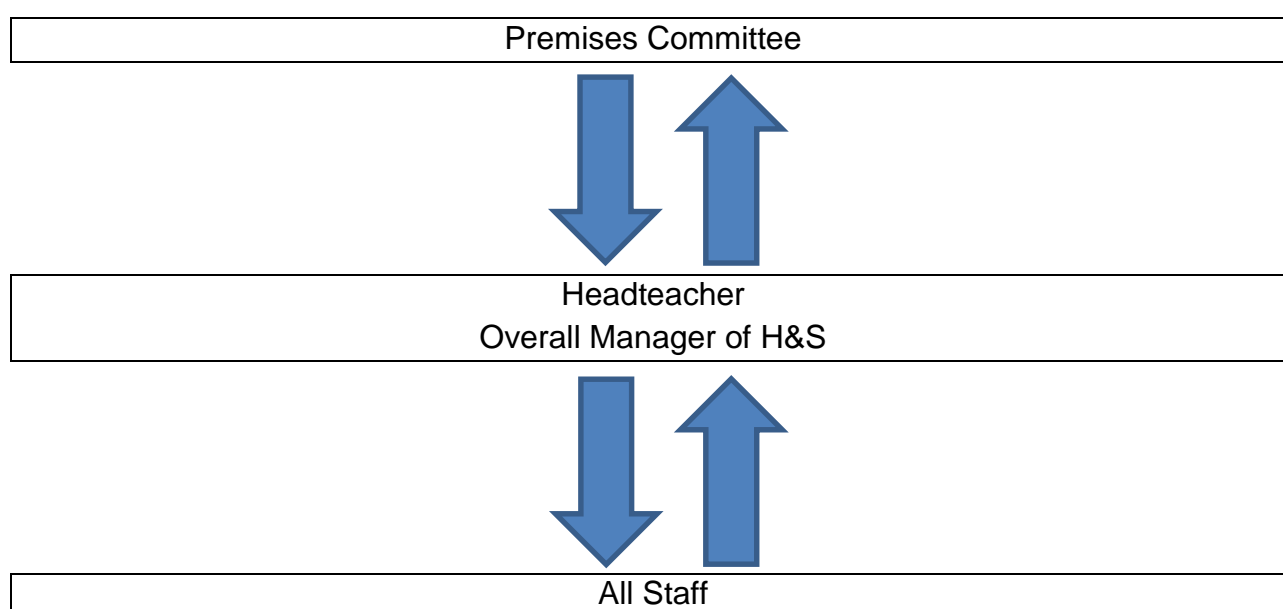 Premises Committee
Headteacher
Overall Manager of H&S
All Staff